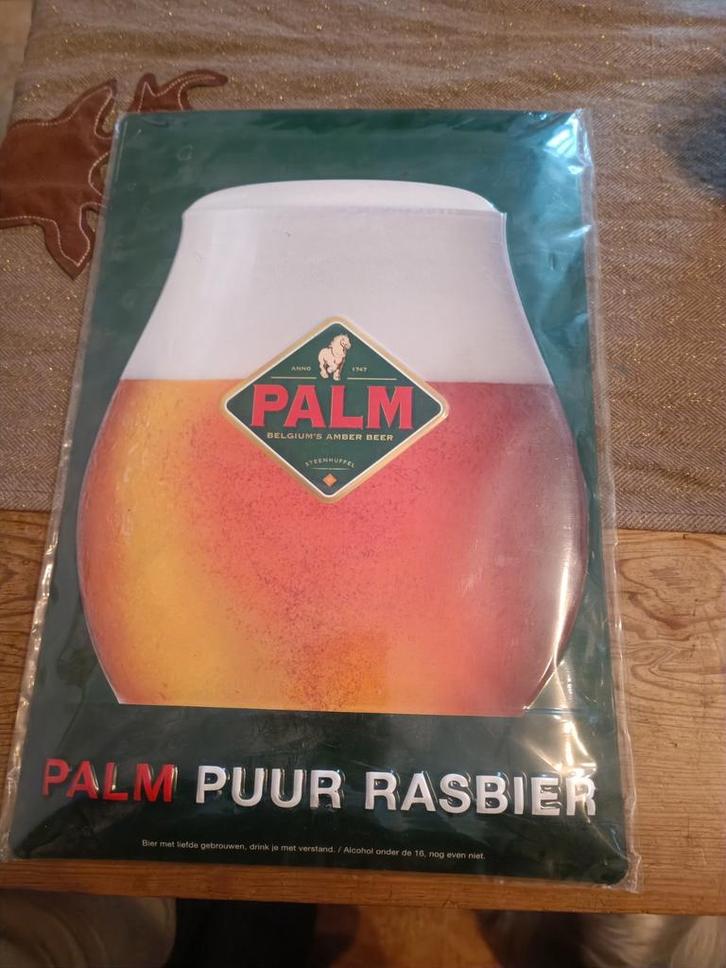 ANNO 1747
PALM
BELGIUM'S AMBER BEER
STEENHUFFEL
PALM PUUR RASBIER
Bier met liefde gebrouwen, drink je met verstand. / Alcohol onder de 16, nog even niet.